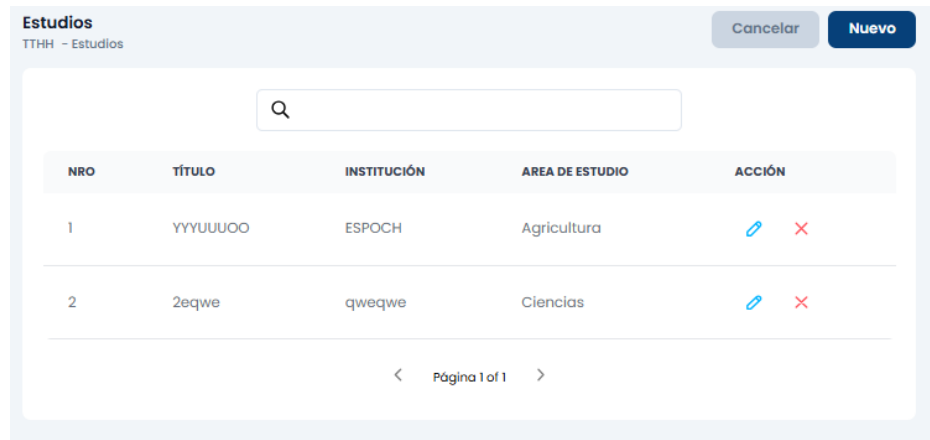 Estudios
TTHH - Estudios
Cancelar
Nuevo
NRO TÍTULO INSTITUCIÓN AREA DE ESTUDIO ACCIÓN
1 YYYUUUOO ESPOCH Agricultura
2 2eqwe qweqwe Ciencias
Página 1 of 1